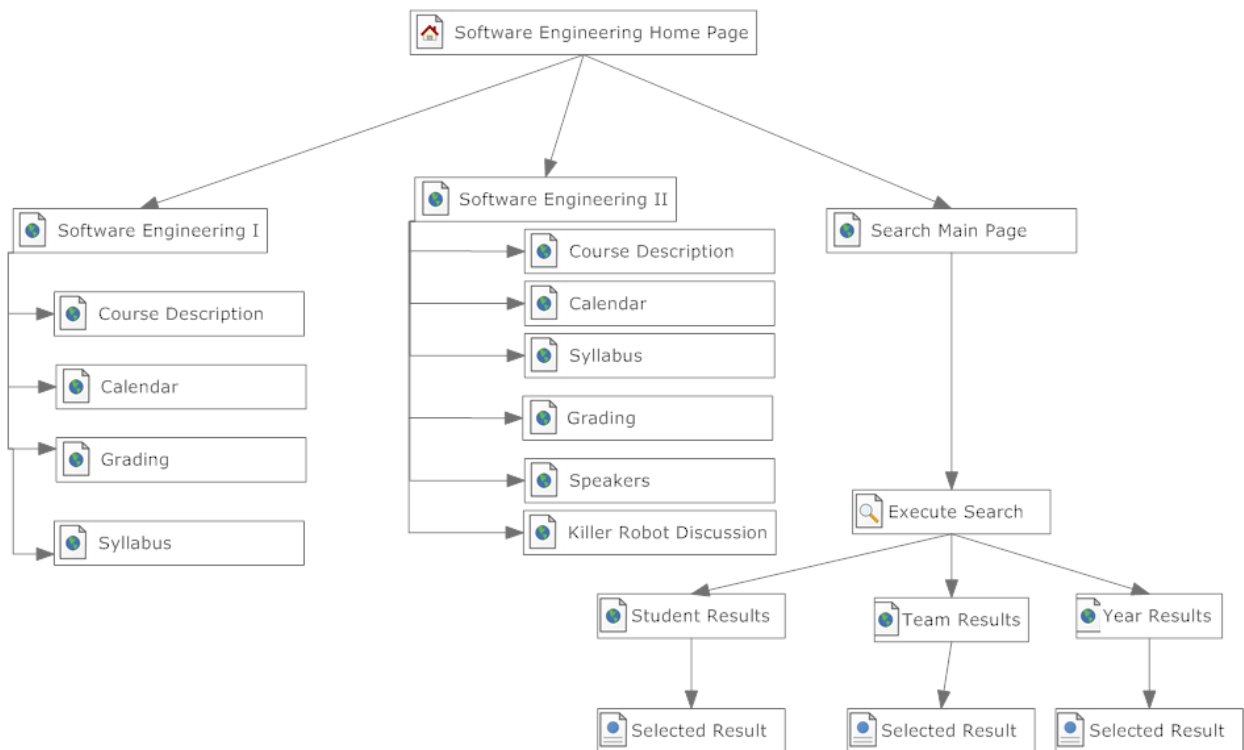 Software Engineering Home Page
Software Engineering I
Course Description
Calendar
Grading
Syllabus
Software Engineering II
Course Description
Calendar
Syllabus
Grading
Speakers
Killer Robot Discussion
Search Main Page
Execute Search
Student Results
Team Results
Year Results
Selected Result
Selected Result
Selected Result